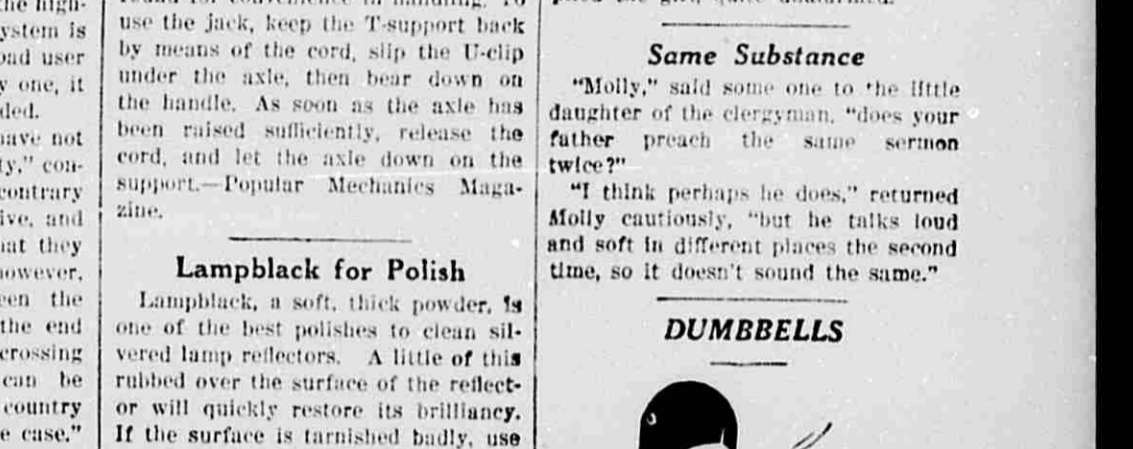 the high-
ystem is
oad user
y one, it
ded.
have not
ty," con-
contrary
ive, and
hat they
however,
een the
the end
crossing
can be
country
e case."
use the jack, keep the T-support back
by means of the cord, slip the U-clip
under the axle, then bear down on
the handle. As soon as the axle has
been raised sufficiently, release the
cord, and let the axle down on the
support.—Popular Mechanics Maga-
zine.
Lampblack for Polish
Lampblack, a soft, thick powder, is
one of the best polishes to clean sil-
vered lamp reflectors. A little of this
rubbed over the surface of the reflect-
or will quickly restore its brilliancy.
If the surface is tarnished badly, use
Same Substance
"Molly," said some one to the little
daughter of the clergyman, "does your
father preach the same sermon
twice?"
"I think perhaps he does," returned
Molly cautiously, "but he talks loud
and soft in different places the second
time, so it doesn't sound the same."
DUMBBELLS